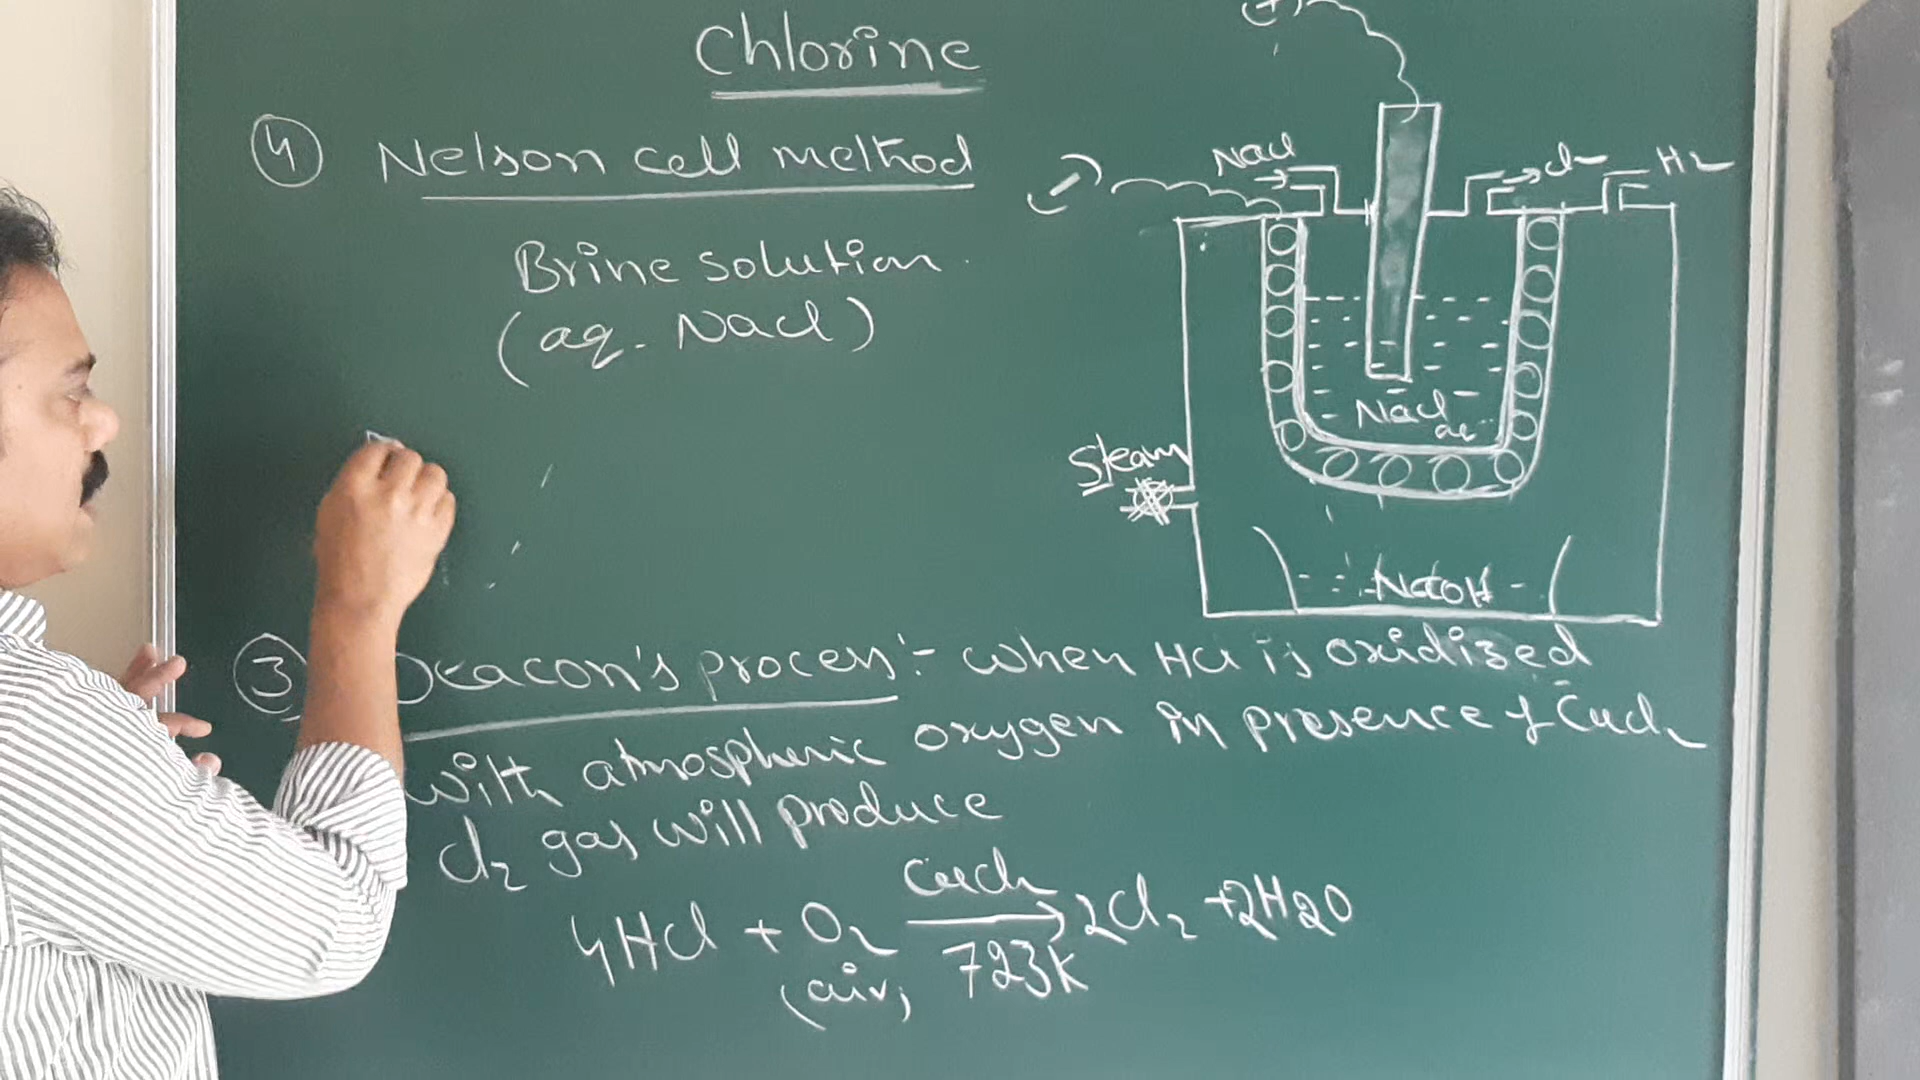 Chlorine
④ Nelson cell method
Brine solution
(aq. NaCl)
(+)
(-)
NaCl
Cl2
H2
NaCl
aq
Steam
NaOH
③ Deacon's process :- when HCl is oxidized
with atmospheric oxygen in presence of CuCl2
Cl2 gas will produce
4HCl + O2 CuCl2 → 2Cl2 + 2H2O
(air) 723K